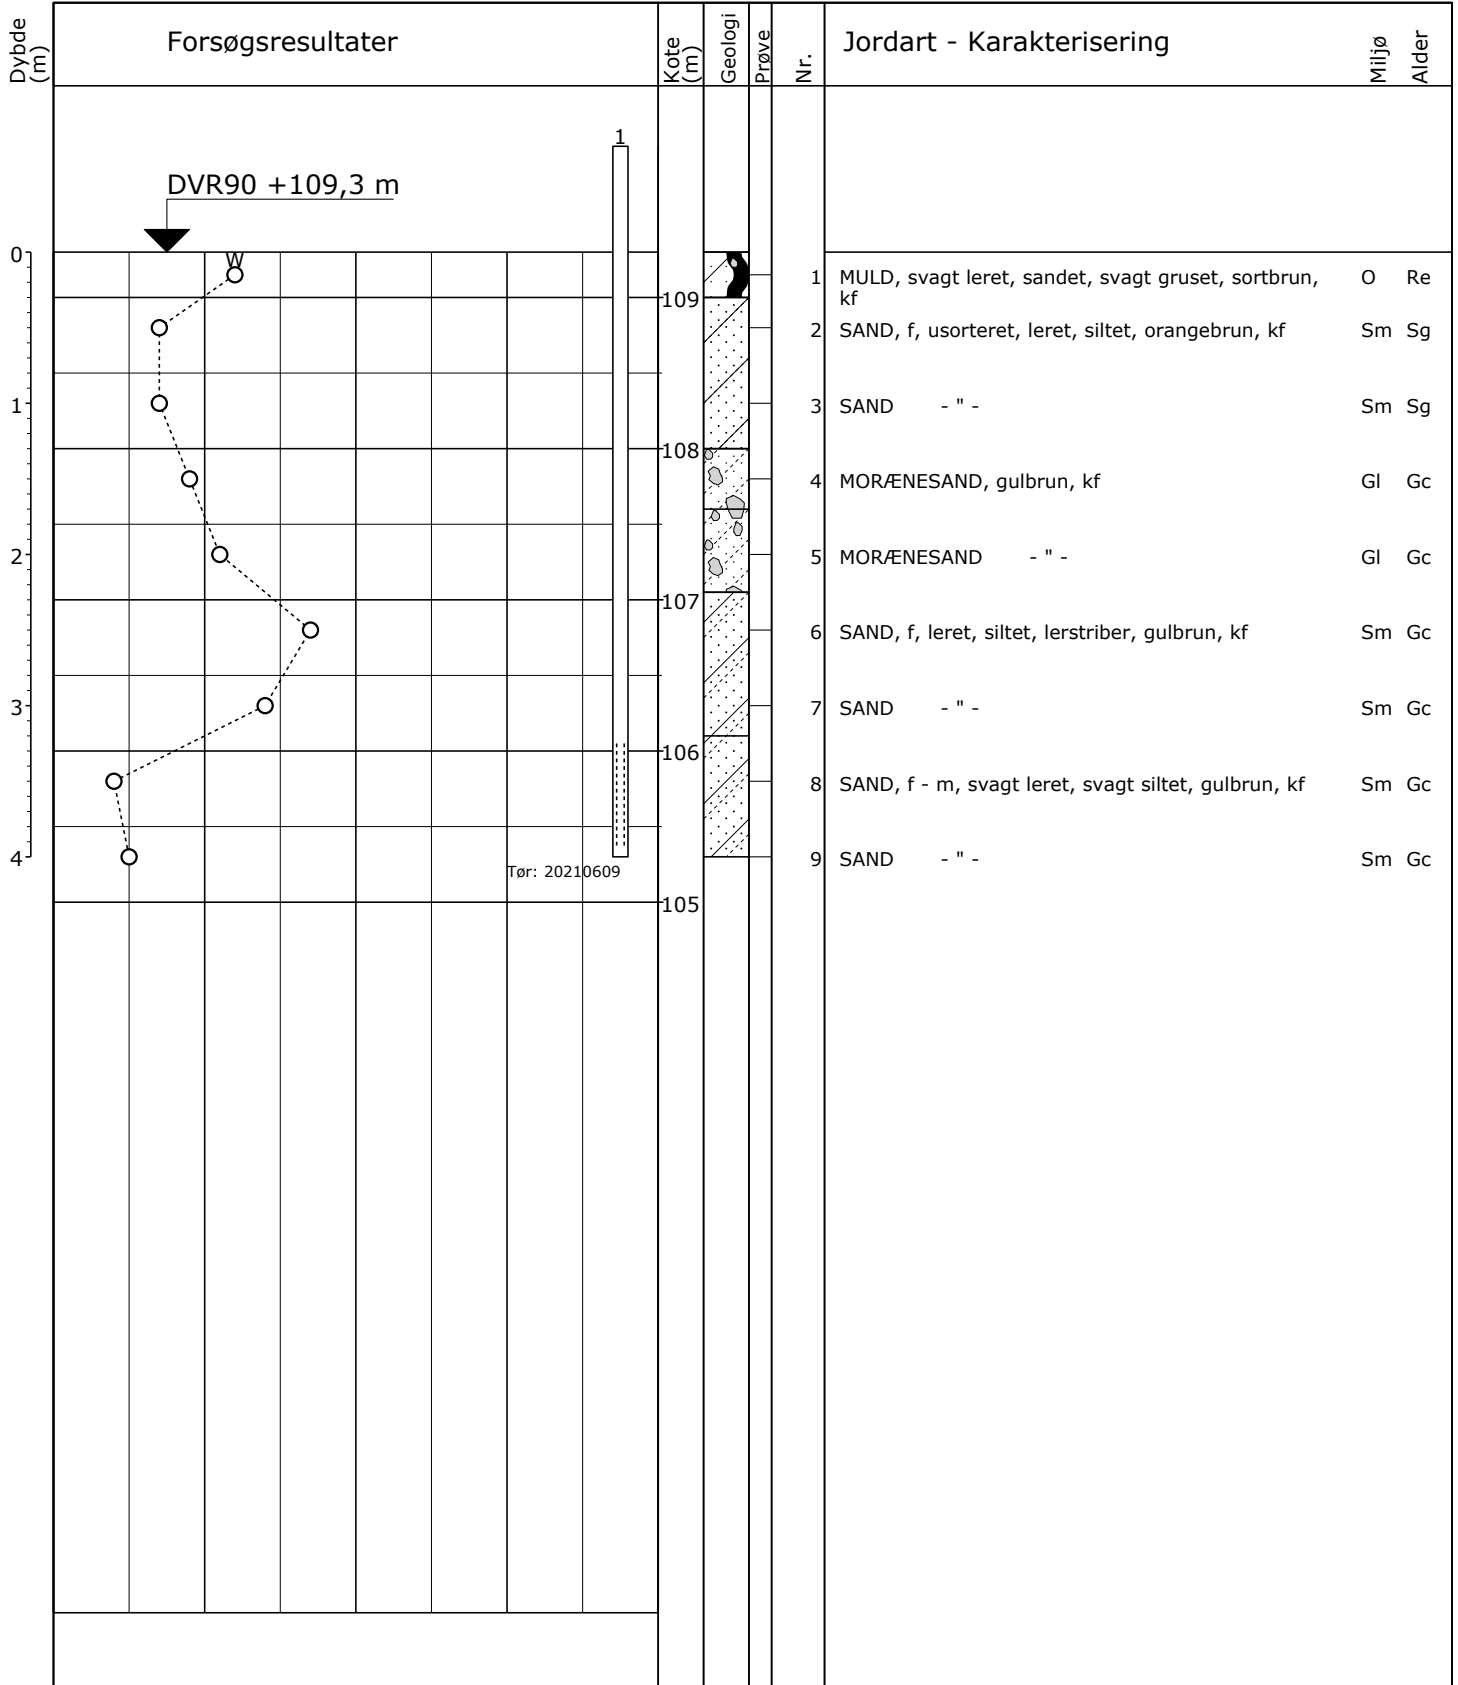 Dybde
(m)
Forsøgsresultater
Kote
(m)
Geologi
Prøve
Nr.
Jordart - Karakterisering
Miljø
Alder
1
DVR90 +109,3 m
0
W
1 MULD, svagt leret, sandet, svagt gruset, sortbrun, O Re
kf
109
2 SAND, f, usorteret, leret, siltet, orangebrun, kf Sm Sg
1
3 SAND - " - Sm Sg
108
4 MORÆNESAND, gulbrun, kf Gl Gc
2
5 MORÆNESAND - " - Gl Gc
107
6 SAND, f, leret, siltet, lerstriber, gulbrun, kf Sm Gc
3
7 SAND - " - Sm Gc
106
8 SAND, f - m, svagt leret, svagt siltet, gulbrun, kf Sm Gc
4
9 SAND - " - Sm Gc
Tør: 20210609
105